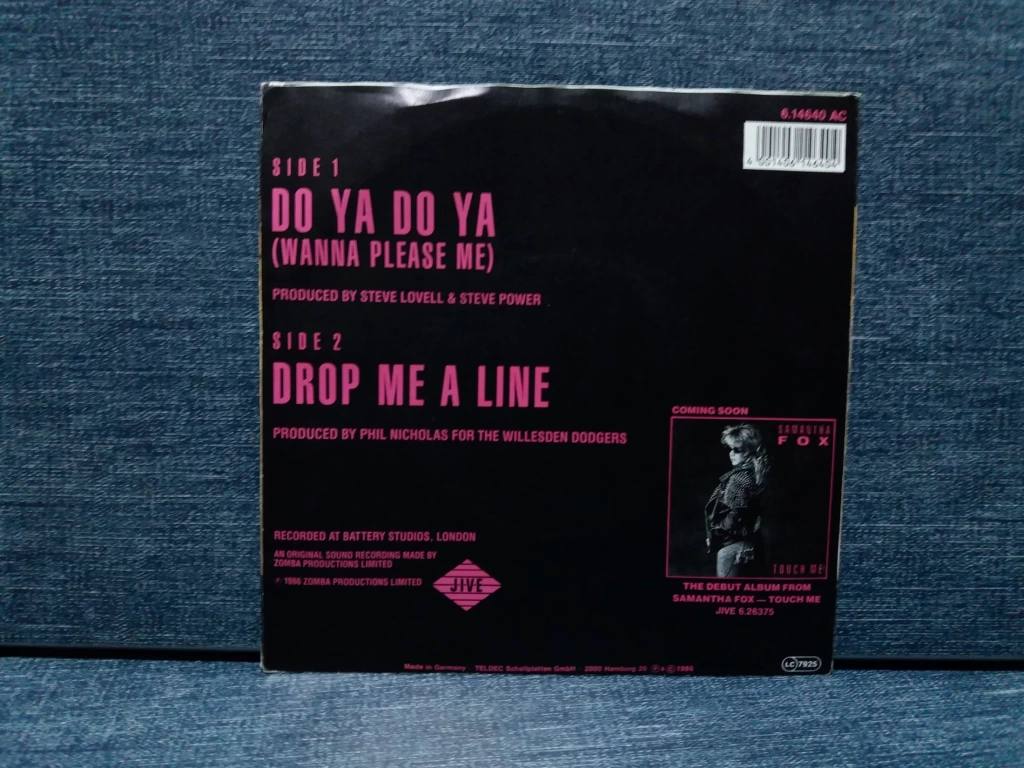 6.14640 AC
4 001406 146404
SIDE 1
DO YA DO YA
(WANNA PLEASE ME)
PRODUCED BY STEVE LOVELL & STEVE POWER
SIDE 2
DROP ME A LINE
PRODUCED BY PHIL NICHOLAS FOR THE WILLESDEN DODGERS
COMING SOON
SAMANTHA
FOX
TOUCH ME
THE DEBUT ALBUM FROM
SAMANTHA FOX — TOUCH ME
JIVE 6.26375
RECORDED AT BATTERY STUDIOS, LONDON
AN ORIGINAL SOUND RECORDING MADE BY
ZOMBA PRODUCTIONS LIMITED
℗ 1986 ZOMBA PRODUCTIONS LIMITED
JIVE
Made in Germany · TELDEC Schallplatten GmbH · 2000 Hamburg 20 ℗ + © 1986
LC 7925